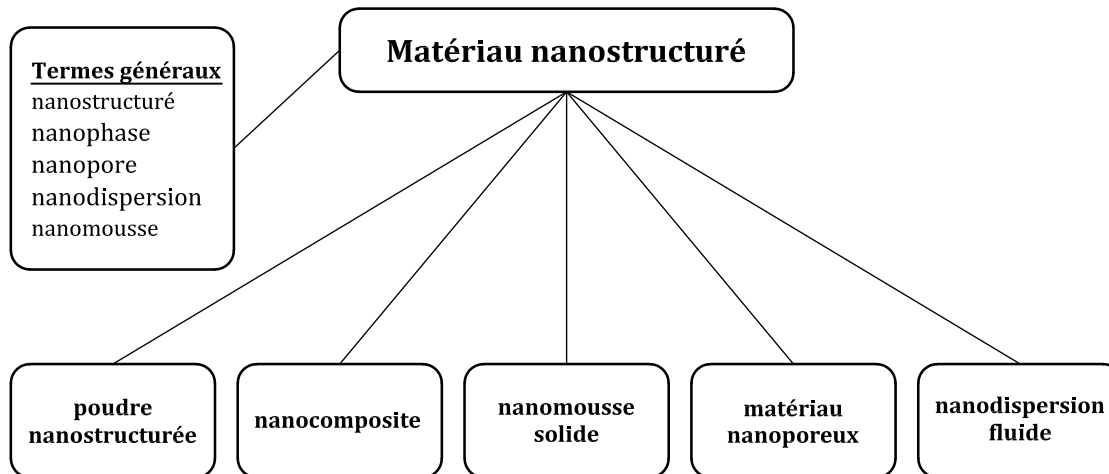 Matériau nanostructuré
Termes généraux
nanostructuré
nanophase
nanopore
nanodispersion
nanomousse
poudre
nanostructurée
nanocomposite
nanomousse
solide
matériau
nanoporeux
nanodispersion
fluide